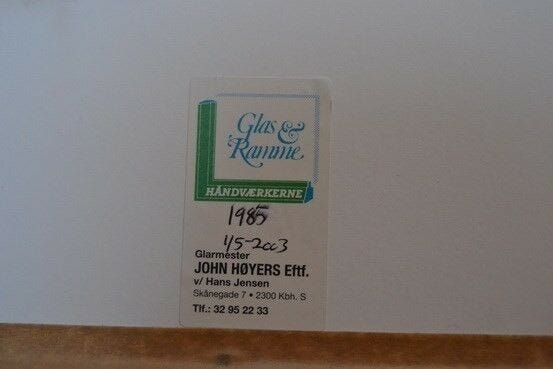 Glas &
Ramme
HÅNDVÆRKERNE
1985
1/5-2003
Glarmester
JOHN HØYERS Eftf.
v/ Hans Jensen
Skånegade 7 • 2300 Kbh. S
Tlf.: 32 95 22 33